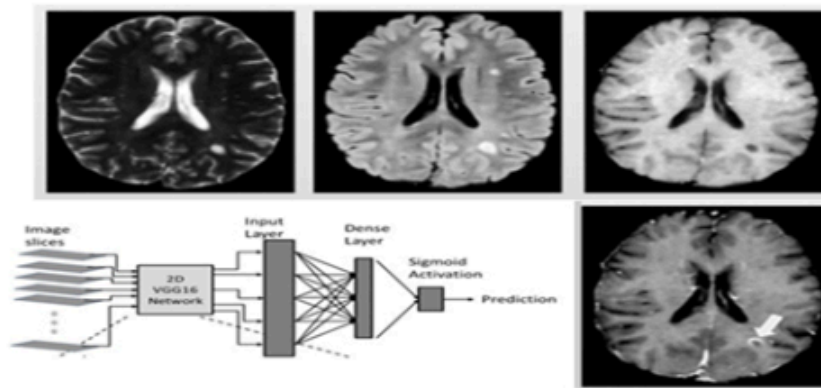 Image
slices
2D
VGG16
Network
Input
Layer
Dense
Layer
Sigmoid
Activation
Prediction